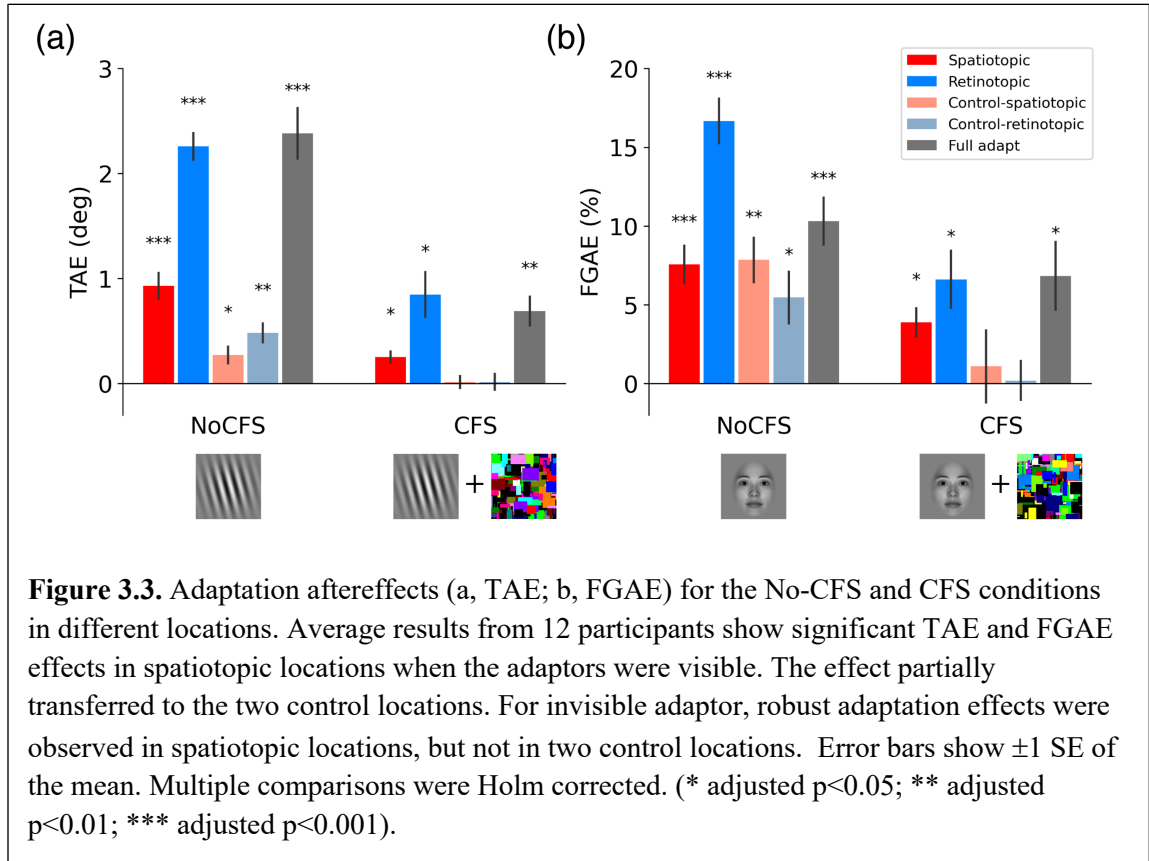 (a)
(b)
3
2
1
0
TAE (deg)
***
***
*
**
***
*
*
**
NoCFS
CFS
+
20
15
10
5
0
FGAE (%)
***
***
**
*
***
*
*
*
NoCFS
CFS
+
Spatiotopic
Retinotopic
Control-spatiotopic
Control-retinotopic
Full adapt
Figure 3.3. Adaptation aftereffects (a, TAE; b, FGAE) for the No-CFS and CFS conditions
in different locations. Average results from 12 participants show significant TAE and FGAE
effects in spatiotopic locations when the adaptors were visible. The effect partially
transferred to the two control locations. For invisible adaptor, robust adaptation effects were
observed in spatiotopic locations, but not in two control locations.  Error bars show ±1 SE of
the mean. Multiple comparisons were Holm corrected. (* adjusted p<0.05; ** adjusted
p<0.01; *** adjusted p<0.001).